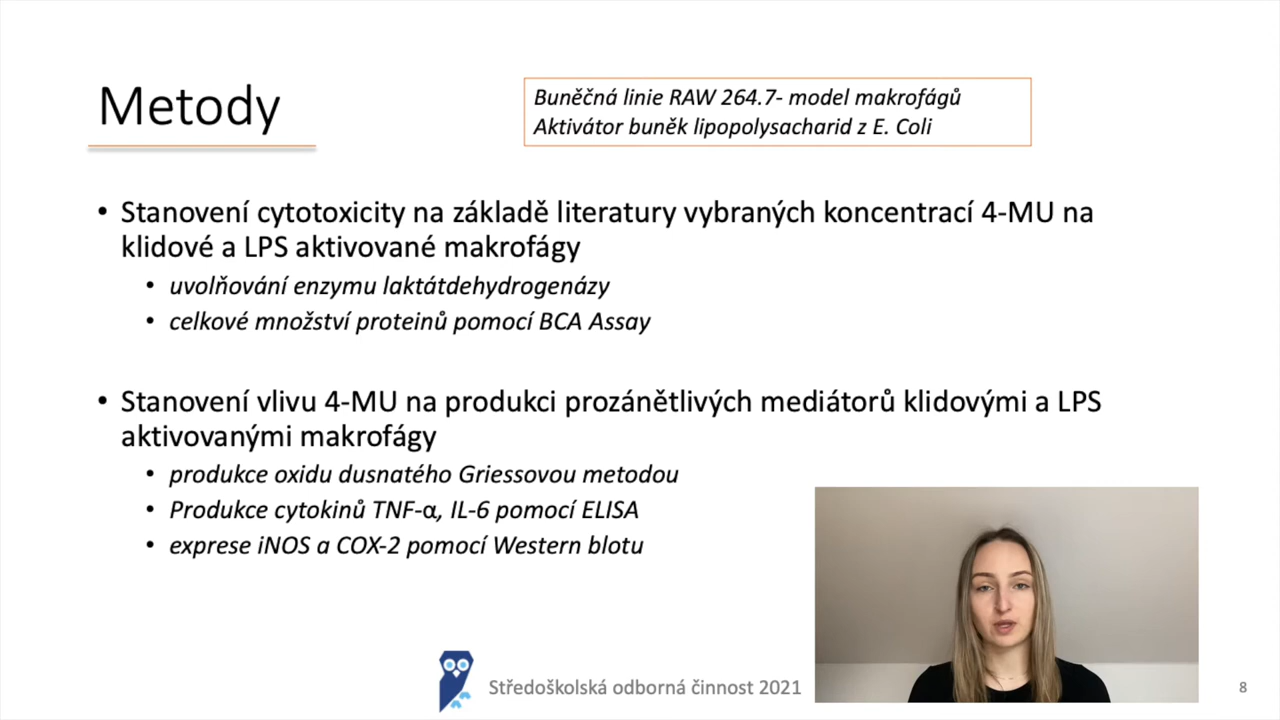 Metody
Buněčná linie RAW 264.7- model makrofágů
Aktivátor buněk lipopolysacharid z E. Coli
• Stanovení cytotoxicity na základě literatury vybraných koncentrací 4-MU na
klidové a LPS aktivované makrofágy
• uvolňování enzymu laktátdehydrogenázy
• celkové množství proteinů pomocí BCA Assay
• Stanovení vlivu 4-MU na produkci prozánětlivých mediátorů klidovými a LPS
aktivovanými makrofágy
• produkce oxidu dusnatého Griessovou metodou
• Produkce cytokinů TNF-α, IL-6 pomocí ELISA
• exprese iNOS a COX-2 pomocí Western blotu
Středoškolská odborná činnost 2021
8